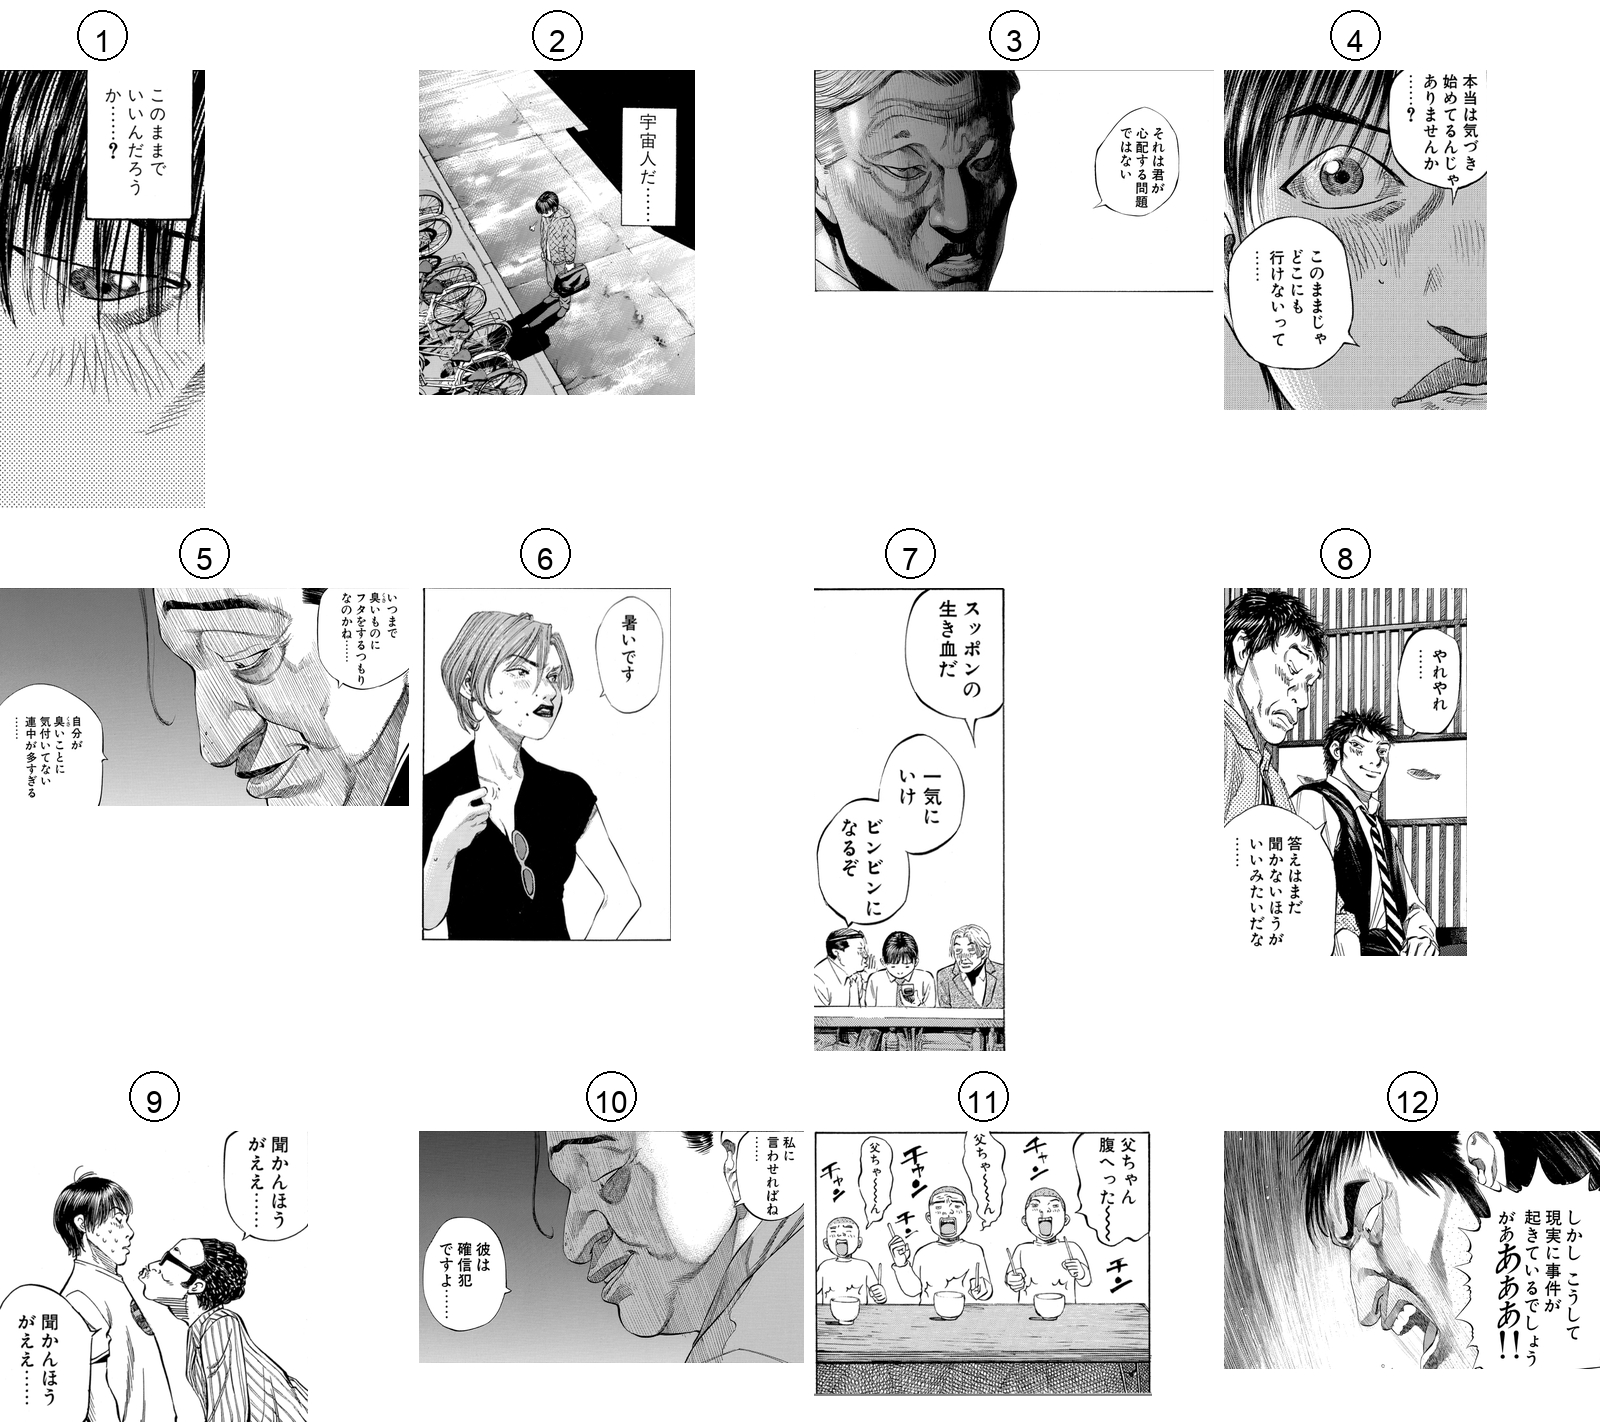 1
このままで
いいんだろう
か……？
2
宇宙人だ……
3
それは君が
心配する問題
ではない
4
本当は気づき
始めてるんじゃ
ありませんか
……？
このままじゃ
どこにも
行けないって
……
5
いつまで
臭いものに
フタをするつもり
なのかね……
自分が
臭いことに
気付いてない
連中が多すぎる
……
6
暑いです
7
スッポンの
生き血だ
一気に
いけ
ビンビンに
なるぞ
8
やれやれ
……
答えはまだ
聞かないほうが
いいみたいだな
……
9
聞かんほう
がええ……
聞かんほう
がええ……
10
私に
言わせればね
……
彼は
確信犯
ですよ……
11
父ちゃん
腹へった〜〜
チャン
父ちゃ〜〜ん
チャン
チン
父ちゃ〜〜ん
チャン
チン
12
しかし こうして
現実に事件が
起きているでしょう
があああぁ!!